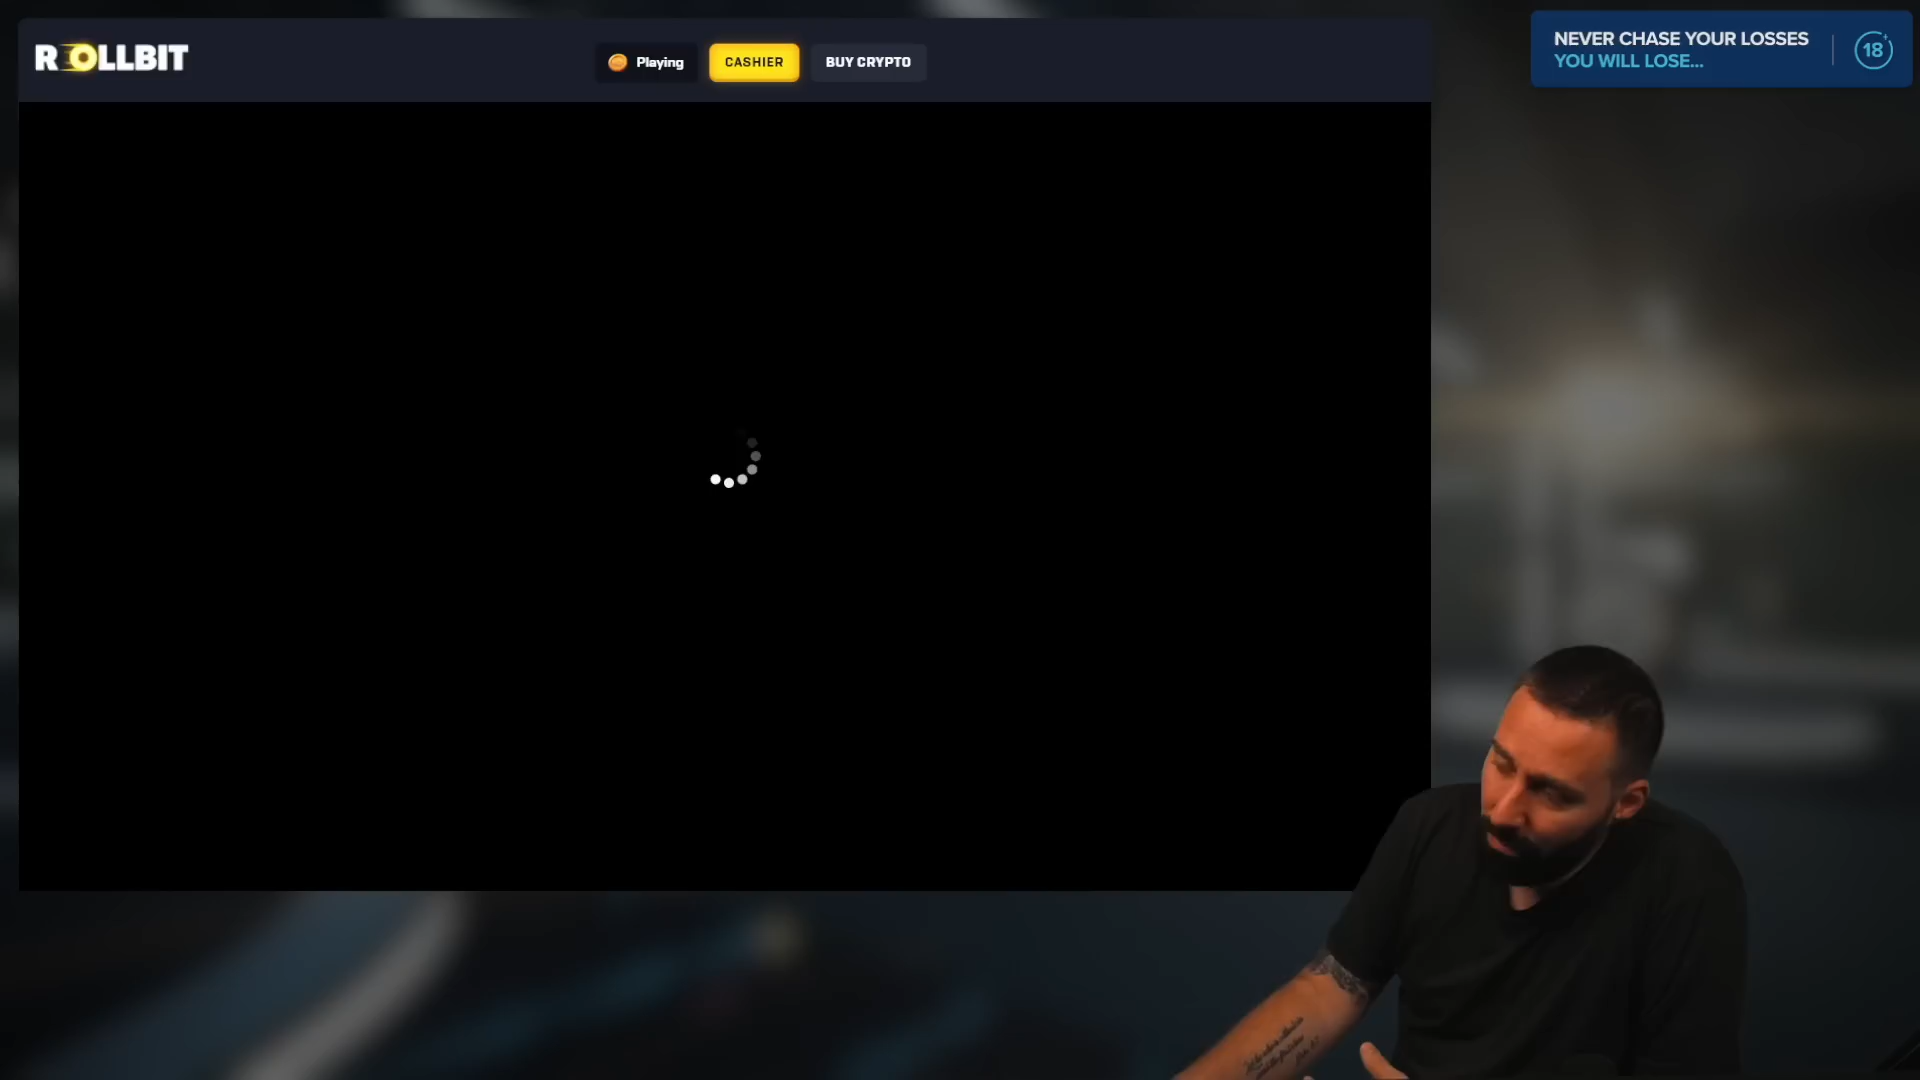 ROLLBIT
Playing
CASHIER
BUY CRYPTO
NEVER CHASE YOUR LOSSES
YOU WILL LOSE...
18+